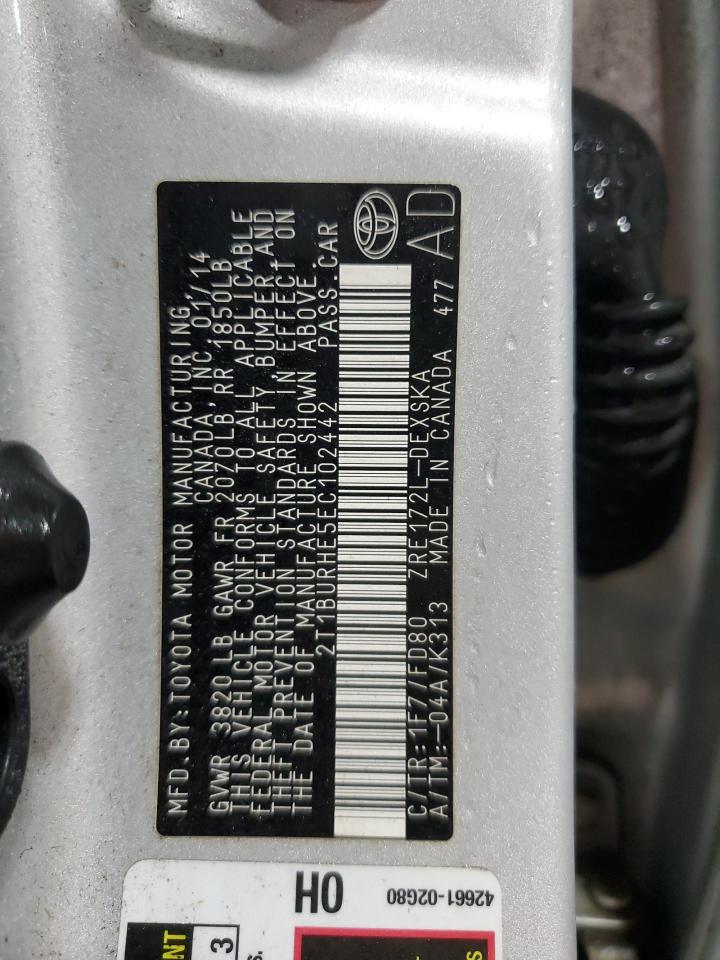 MFD. BY: TOYOTA MOTOR MANUFACTURING,
CANADA, INC. 01/14
GVWR 3820 LB GAWR FR 2070LB, RR 1850LB.
THIS VEHICLE CONFORMS TO ALL APPLICABLE
FEDERAL MOTOR VEHICLE SAFETY, BUMPER, AND
THEFT PREVENTION STANDARDS IN EFFECT ON
THE DATE OF MANUFACTURE SHOWN ABOVE.
2T1BURHE5EC102442 PASS. CAR
C/TR: 1F7/FD80 ZRE172L-DEXSKA
A/TM: -04A/K313 MADE IN CANADA 477 AD
0H
42661-02G80
3